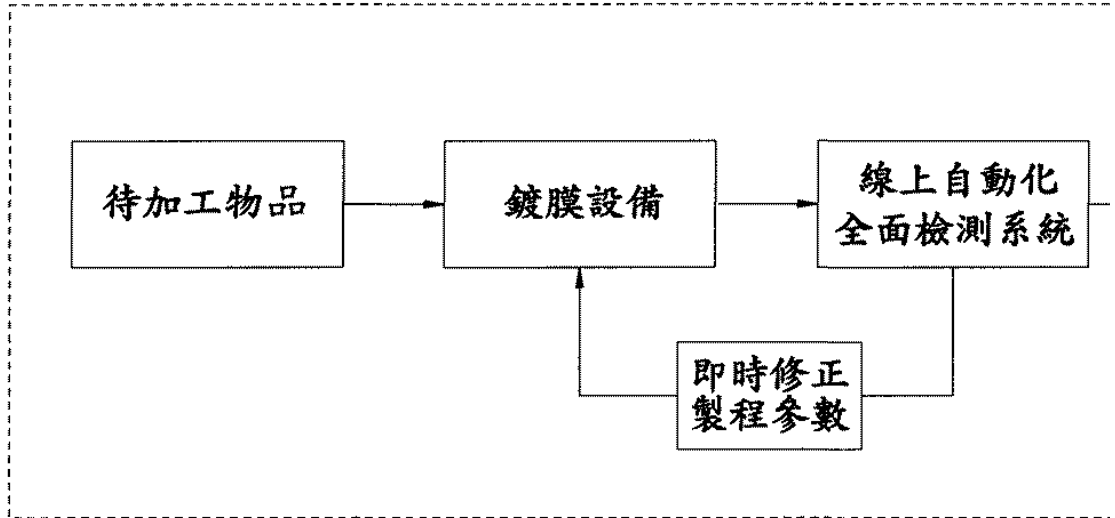 待加工物品
鍍膜設備
線上自動化
全面檢測系統
即時修正
製程參數